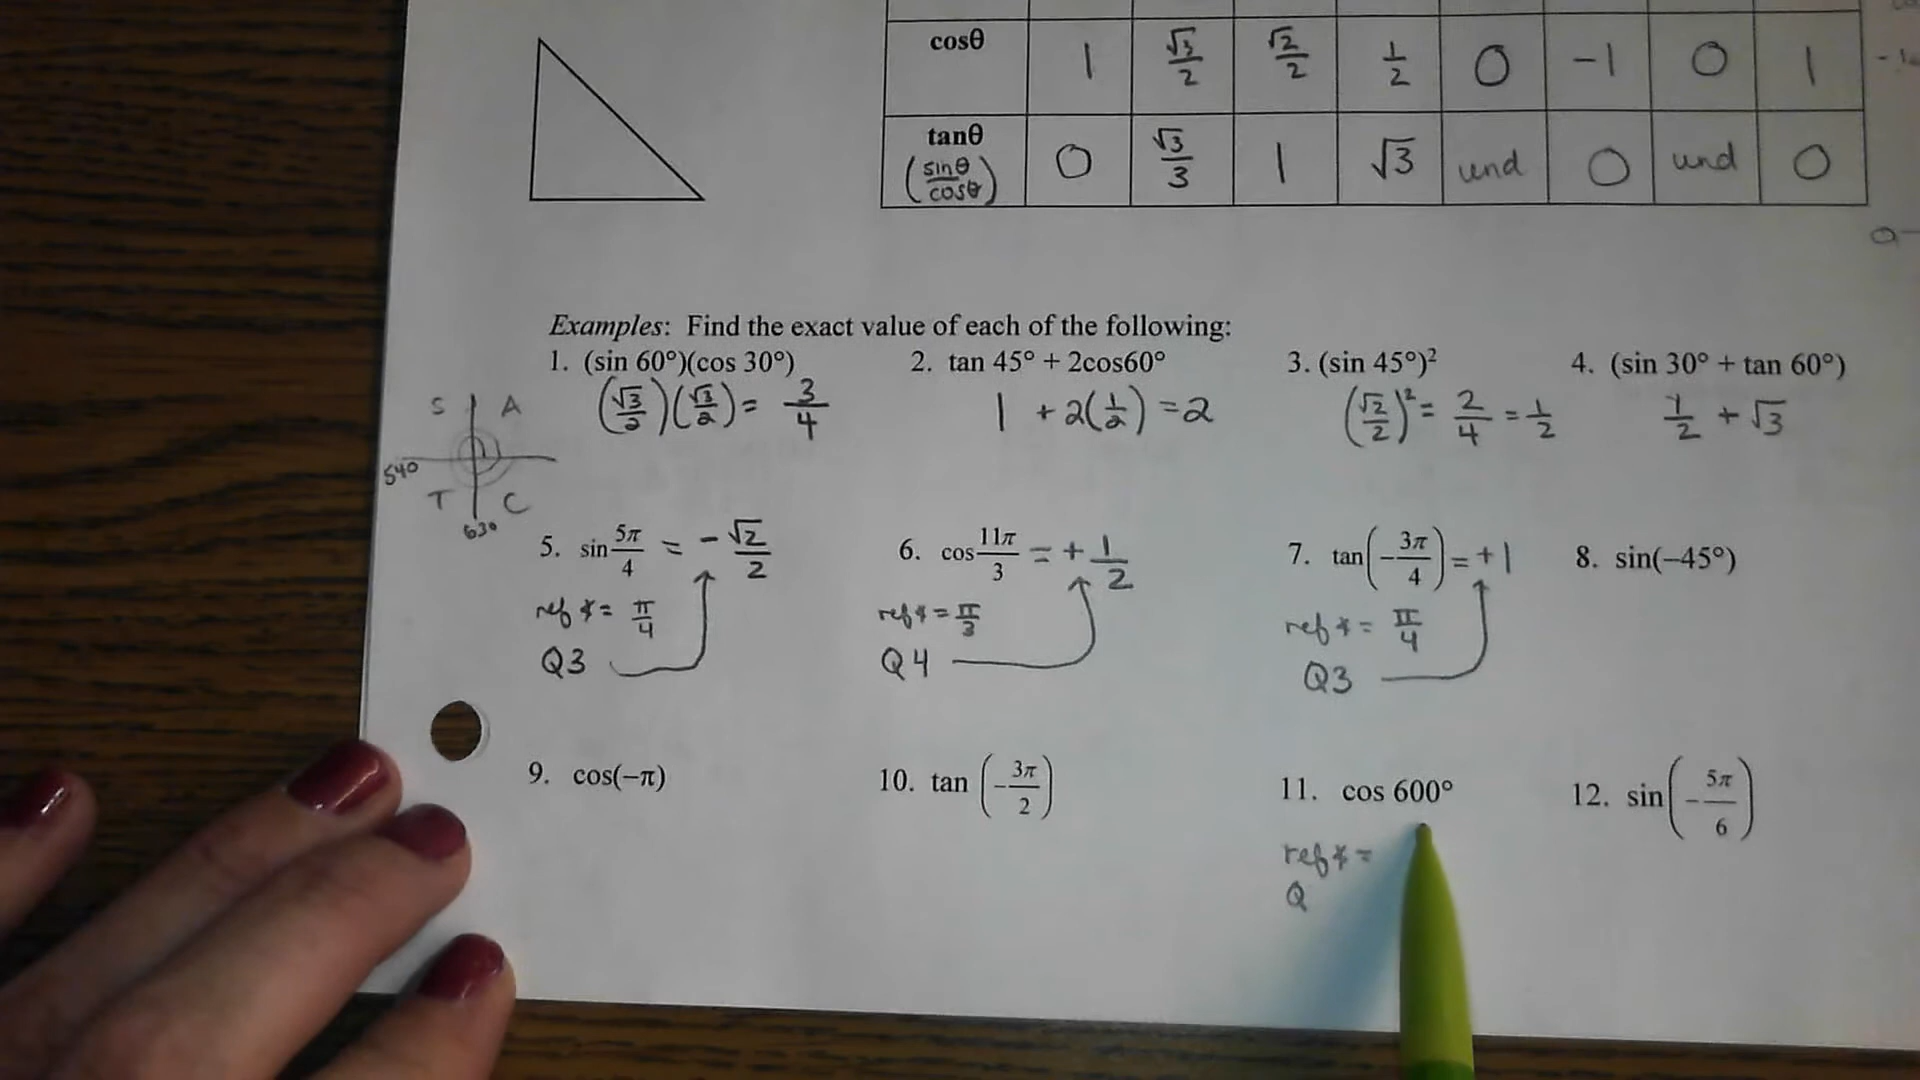 cosθ 1 √3/2 √2/2 1/2 0 -1 0 1
tanθ (sinθ/cosθ) 0 √3/3 1 √3 und 0 und 0
Examples: Find the exact value of each of the following:
1. (sin 60°)(cos 30°) 2. tan 45° + 2cos60° 3. (sin 45°)² 4. (sin 30° + tan 60°)
(√3/2)(√3/2) = 3/4 1 + 2(1/2) = 2 (√2/2)² = 2/4 = 1/2 1/2 + √3
S A
540
T C
630
5. sin 5π/4 = -√2/2 6. cos 11π/3 = +1/2 7. tan(-3π/4) = +1 8. sin(−45°)
ref ∢ = π/4 ref ∢ = π/3 ref ∢ = π/4
Q3 Q4 Q3
9. cos(−π) 10. tan (-3π/2) 11. cos 600° 12. sin(-5π/6)
ref ∢ =
Q